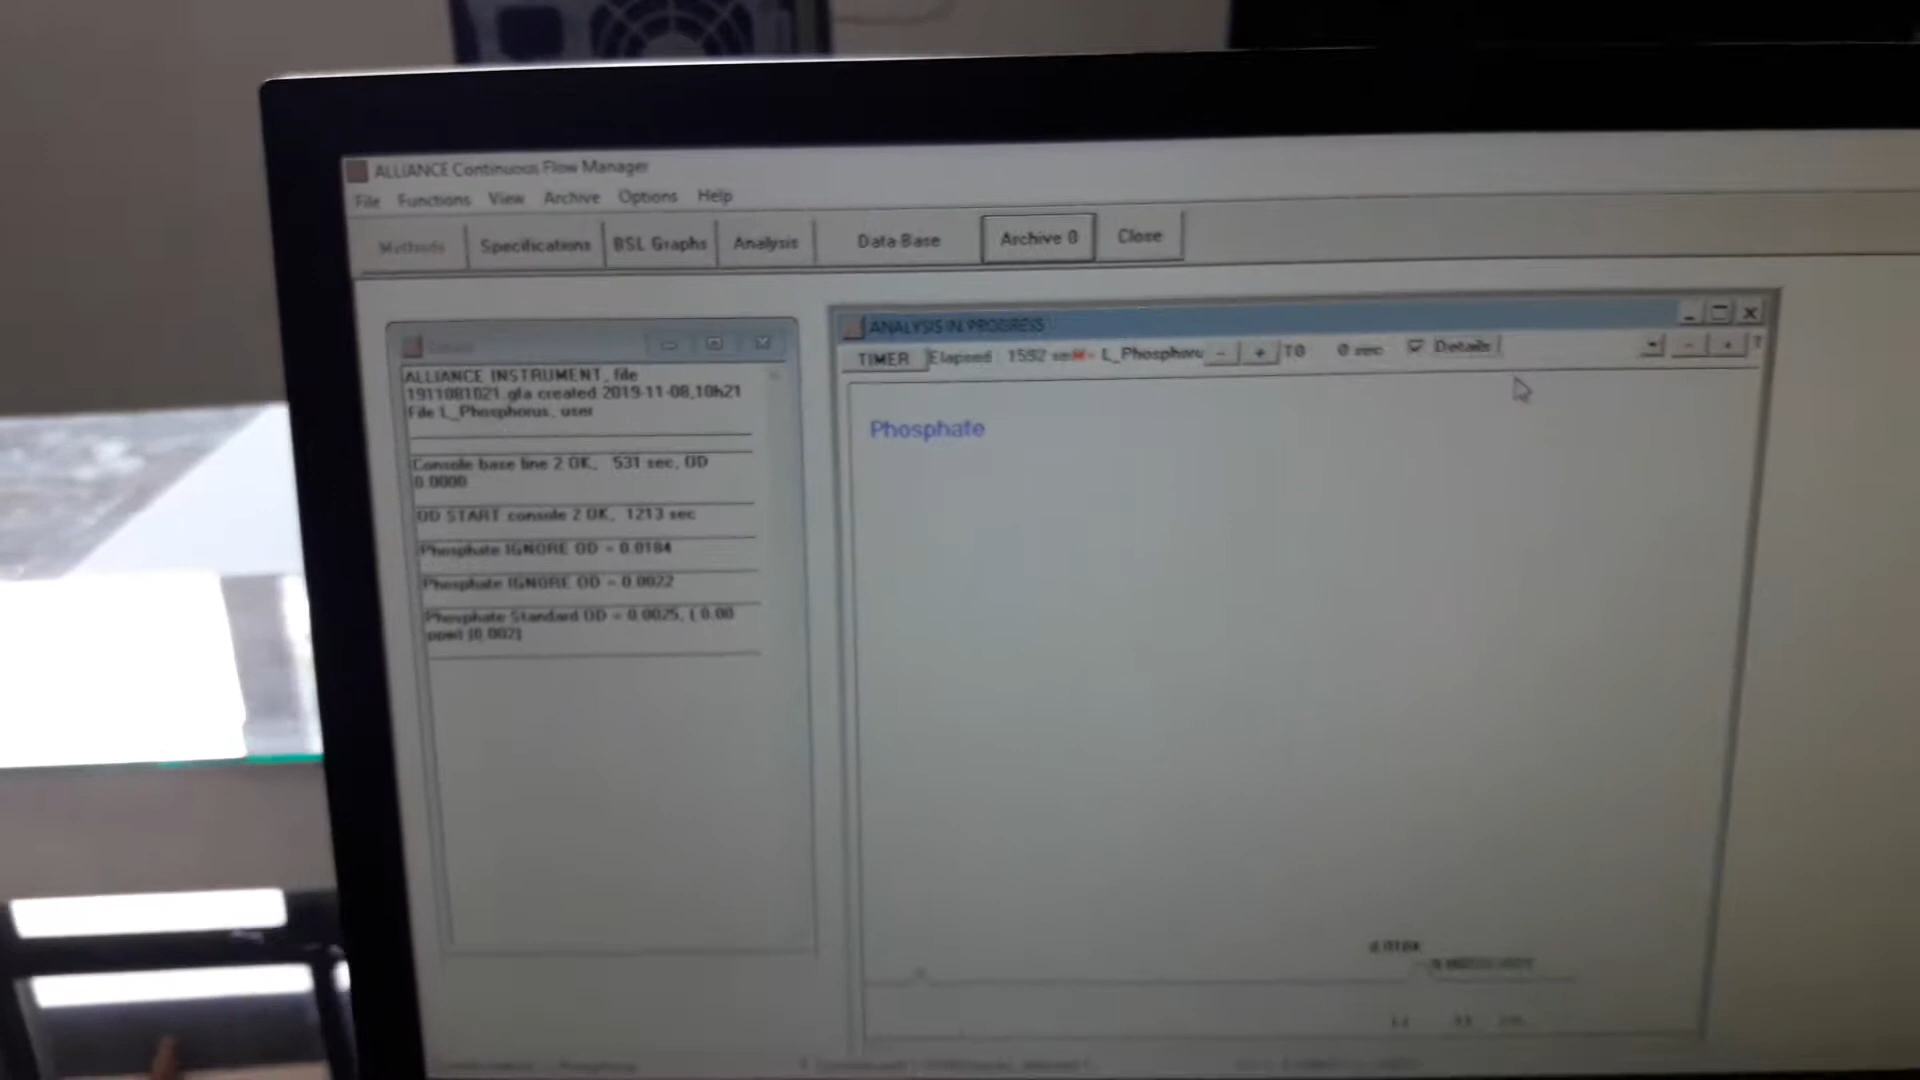 ALLIANCE Continuous Flow Manager
File Functions View Archive Options Help
Methods Specifications BSL Graphs Analysis Data Base Archive 0 Close
ALLIANCE INSTRUMENT, file
1911081021.gfa created 2019-11-08,10h21
File L_Phosphorus, user
Console base line 2 OK, 531 sec, OD
0.0000
OD START console 2 OK, 1213 sec
Phosphate IGNORE OD = 0.0184
Phosphate IGNORE OD = 0.0022
Phosphate Standard OD = 0.0025, ( 0.00
ppm) [0.002]
ANALYSIS IN PROGRESS
TIMER Elapsed 1592 sec L_Phosphoru - + T0 0 sec Details
Phosphate